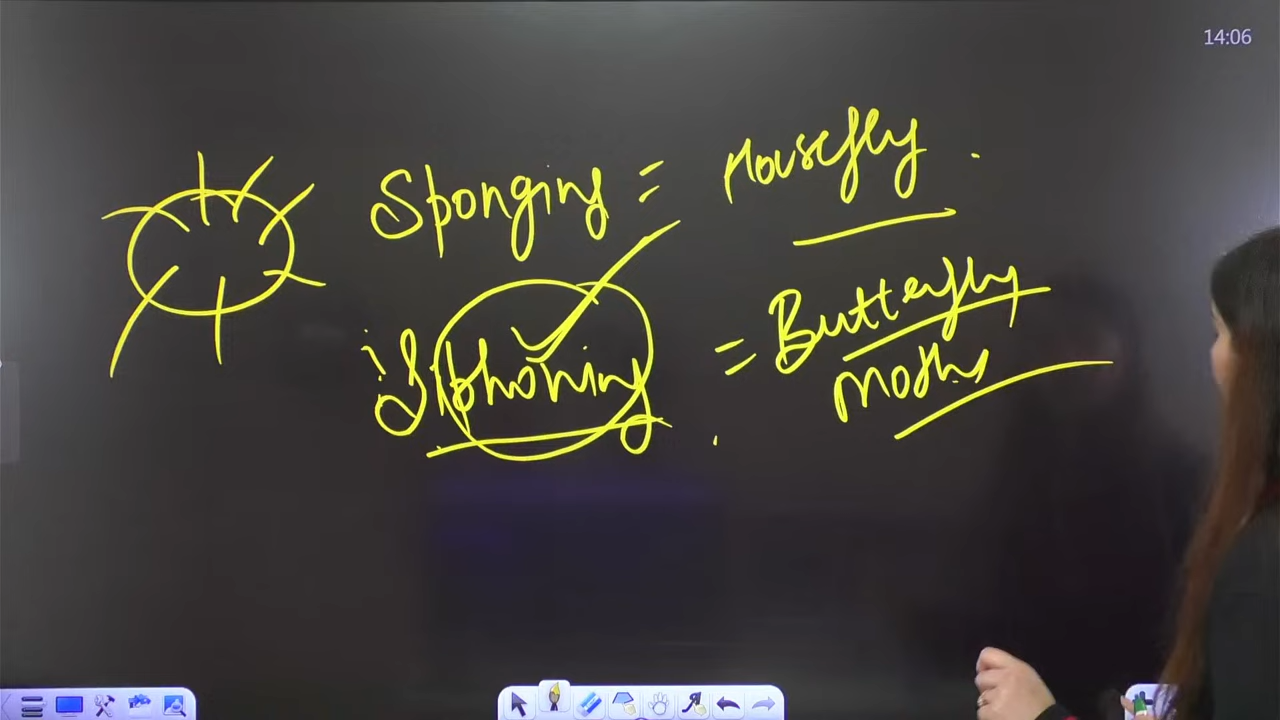 14:06
Sponging = Housefly .
Siphoning = Butterfly
Moths